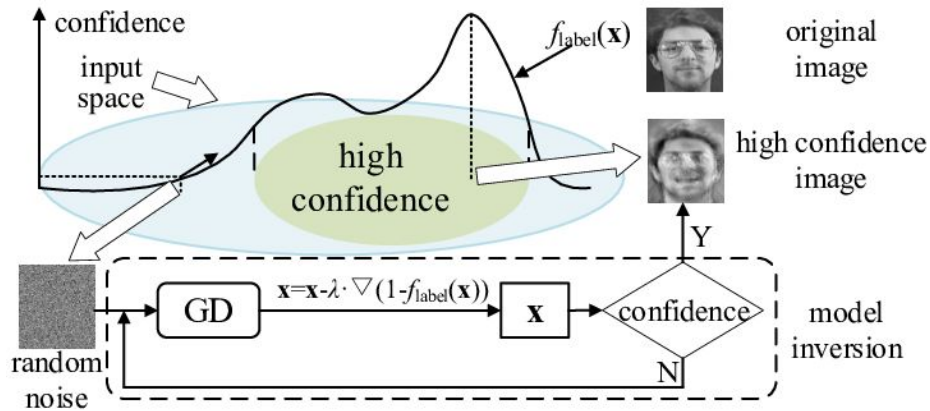 confidence
input
space
f_label(x)
original
image
high
confidence
high confidence
image
Y
GD
x=x-λ·▽(1-f_label(x))
x
confidence
model
inversion
random
noise
N